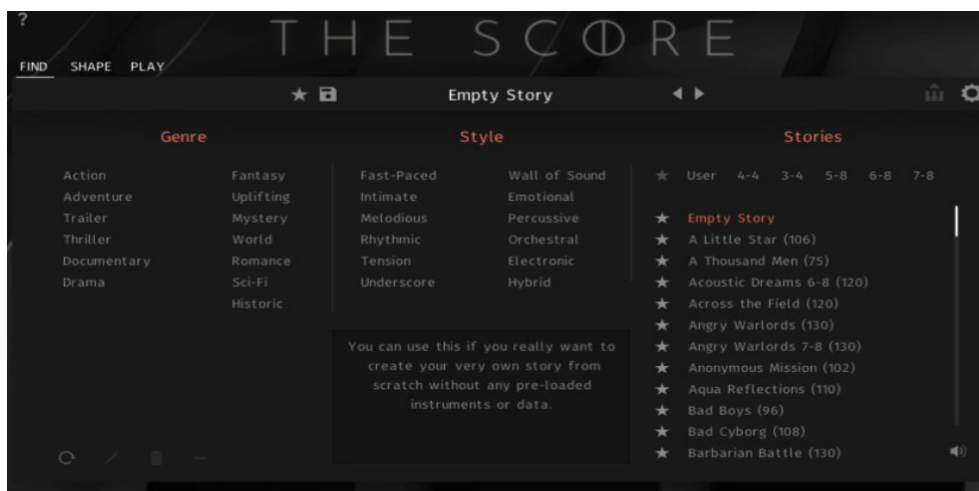 ?
THE SCORE
FIND SHAPE PLAY
Empty Story
Genre
Action
Adventure
Trailer
Thriller
Documentary
Drama
Fantasy
Uplifting
Mystery
World
Romance
Sci-Fi
Historic
Style
Fast-Paced
Intimate
Melodious
Rhythmic
Tension
Underscore
Wall of Sound
Emotional
Percussive
Orchestral
Electronic
Hybrid
You can use this if you really want to
create your very own story from
scratch without any pre-loaded
instruments or data.
Stories
User 4-4 3-4 5-8 6-8 7-8
Empty Story
A Little Star (106)
A Thousand Men (75)
Acoustic Dreams 6-8 (120)
Across the Field (120)
Angry Warlords (130)
Angry Warlords 7-8 (130)
Anonymous Mission (102)
Aqua Reflections (110)
Bad Boys (96)
Bad Cyborg (108)
Barbarian Battle (130)